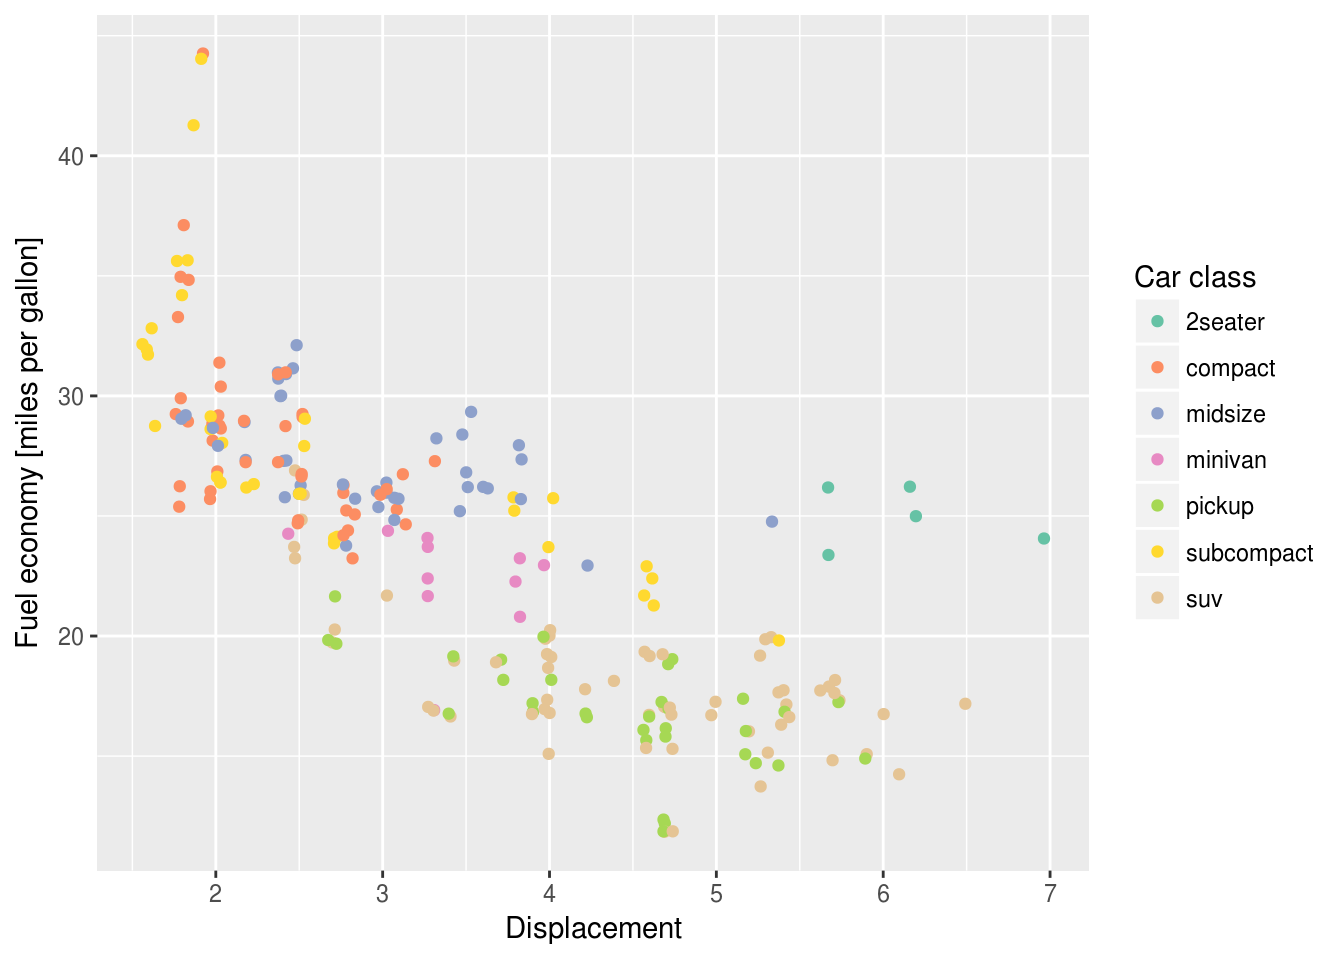 Fuel economy [miles per gallon]
40
30
20
2 3 4 5 6 7
Displacement
Car class
2seater
compact
midsize
minivan
pickup
subcompact
suv